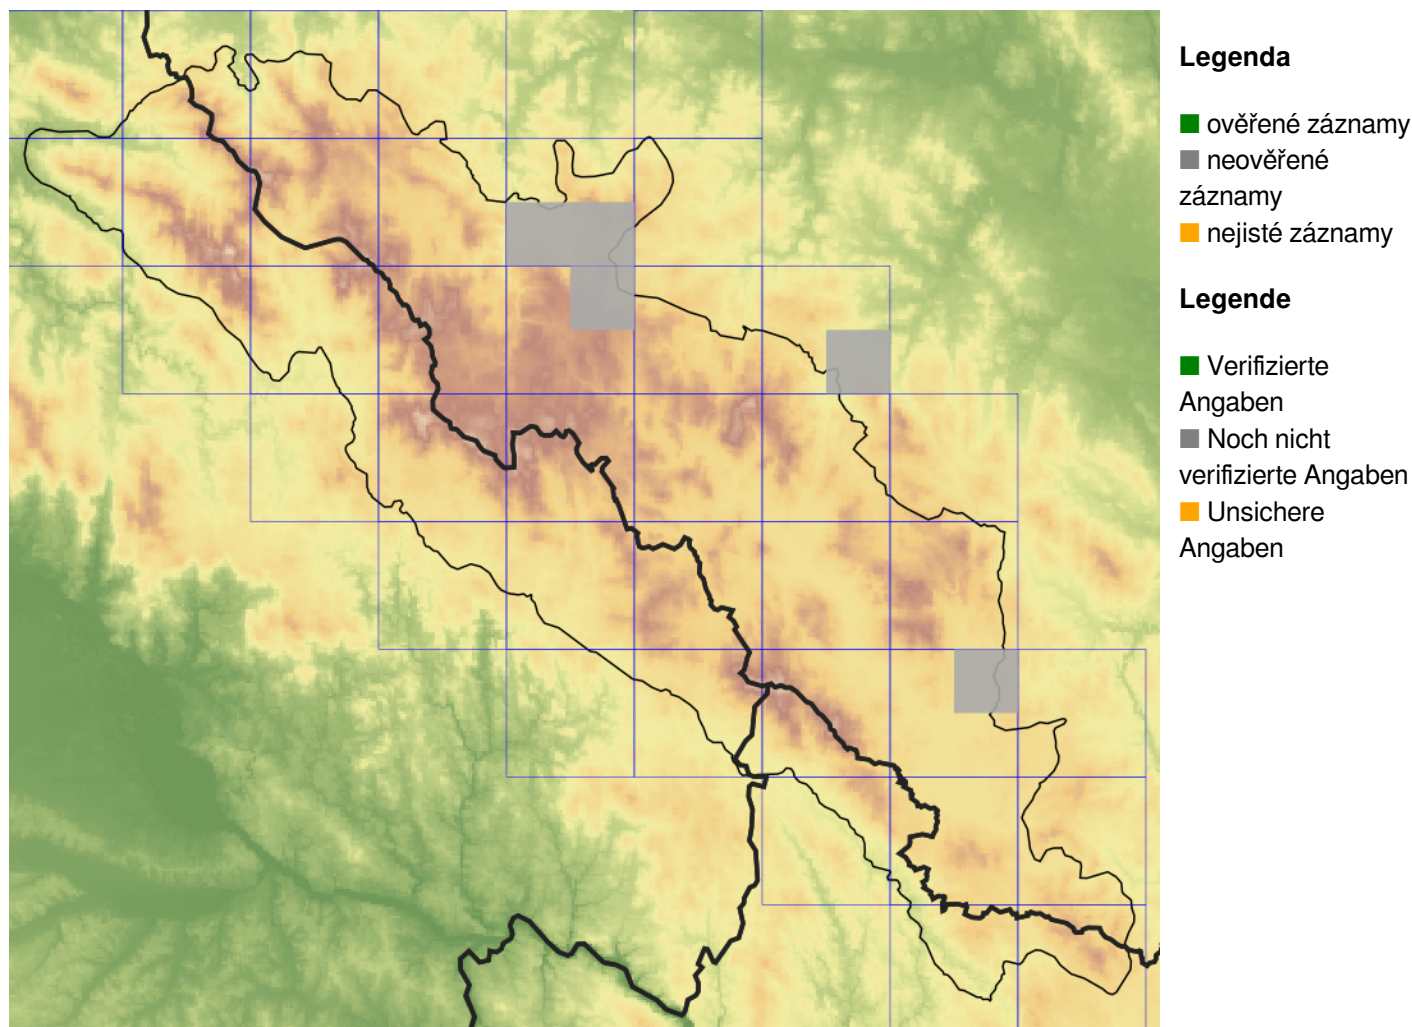 Legenda
ověřené záznamy
neověřené
záznamy
nejisté záznamy
Legende
Verifizierte
Angaben
Noch nicht
verifizierte Angaben
Unsichere
Angaben